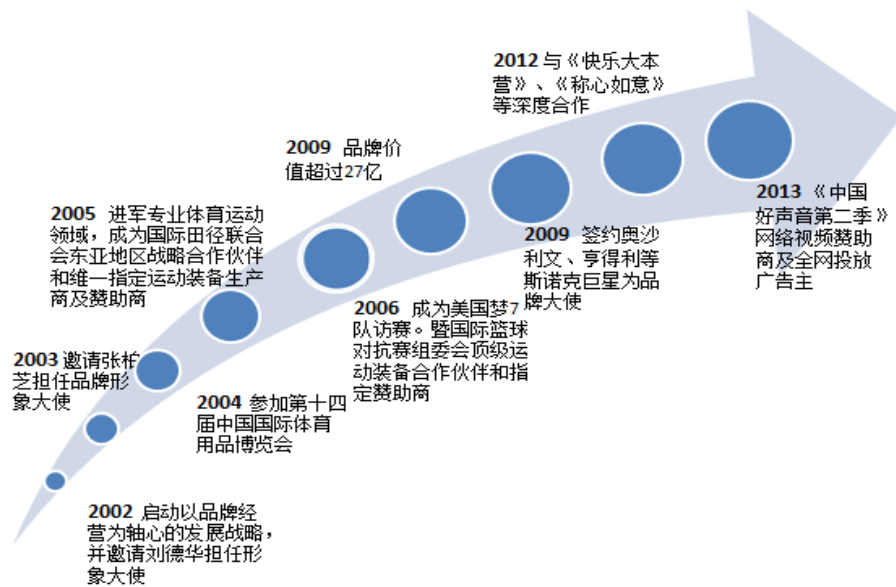 2002 启动以品牌经
营为轴心的发展战略，
并邀请刘德华担任形
象大使
2003 邀请张柏
芝担任品牌形
象大使
2004 参加第十四
届中国国际体育
用品博览会
2005 进军专业体育运动
领域，成为国际田径联合
会东亚地区战略合作伙伴
和维一指定运动装备生产
商及赞助商
2006 成为美国梦7
队访赛。暨国际篮球
对抗赛组委会顶级运
动装备合作伙伴和指
定赞助商
2009 品牌价
值超过27亿
2009 签约奥沙
利文、亨得利等
斯诺克巨星为品
牌大使
2012 与《快乐大本
营》、《称心如意》
等深度合作
2013 《中国
好声音第二季》
网络视频赞助
商及全网投放
广告主